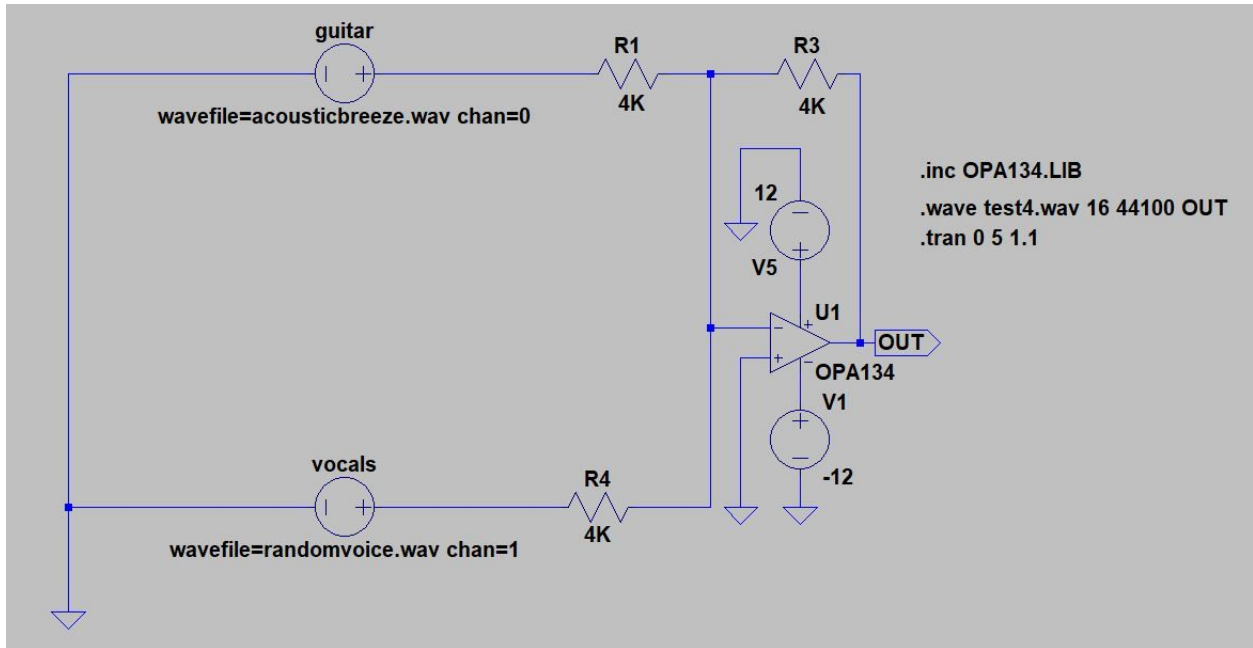 guitar
wavefile=acousticbreeze.wav chan=0
R1
4K
R3
4K
12
V5
U1
OPA134
V1
-12
OUT
.inc OPA134.LIB
.wave test4.wav 16 44100 OUT
.tran 0 5 1.1
vocals
wavefile=randomvoice.wav chan=1
R4
4K